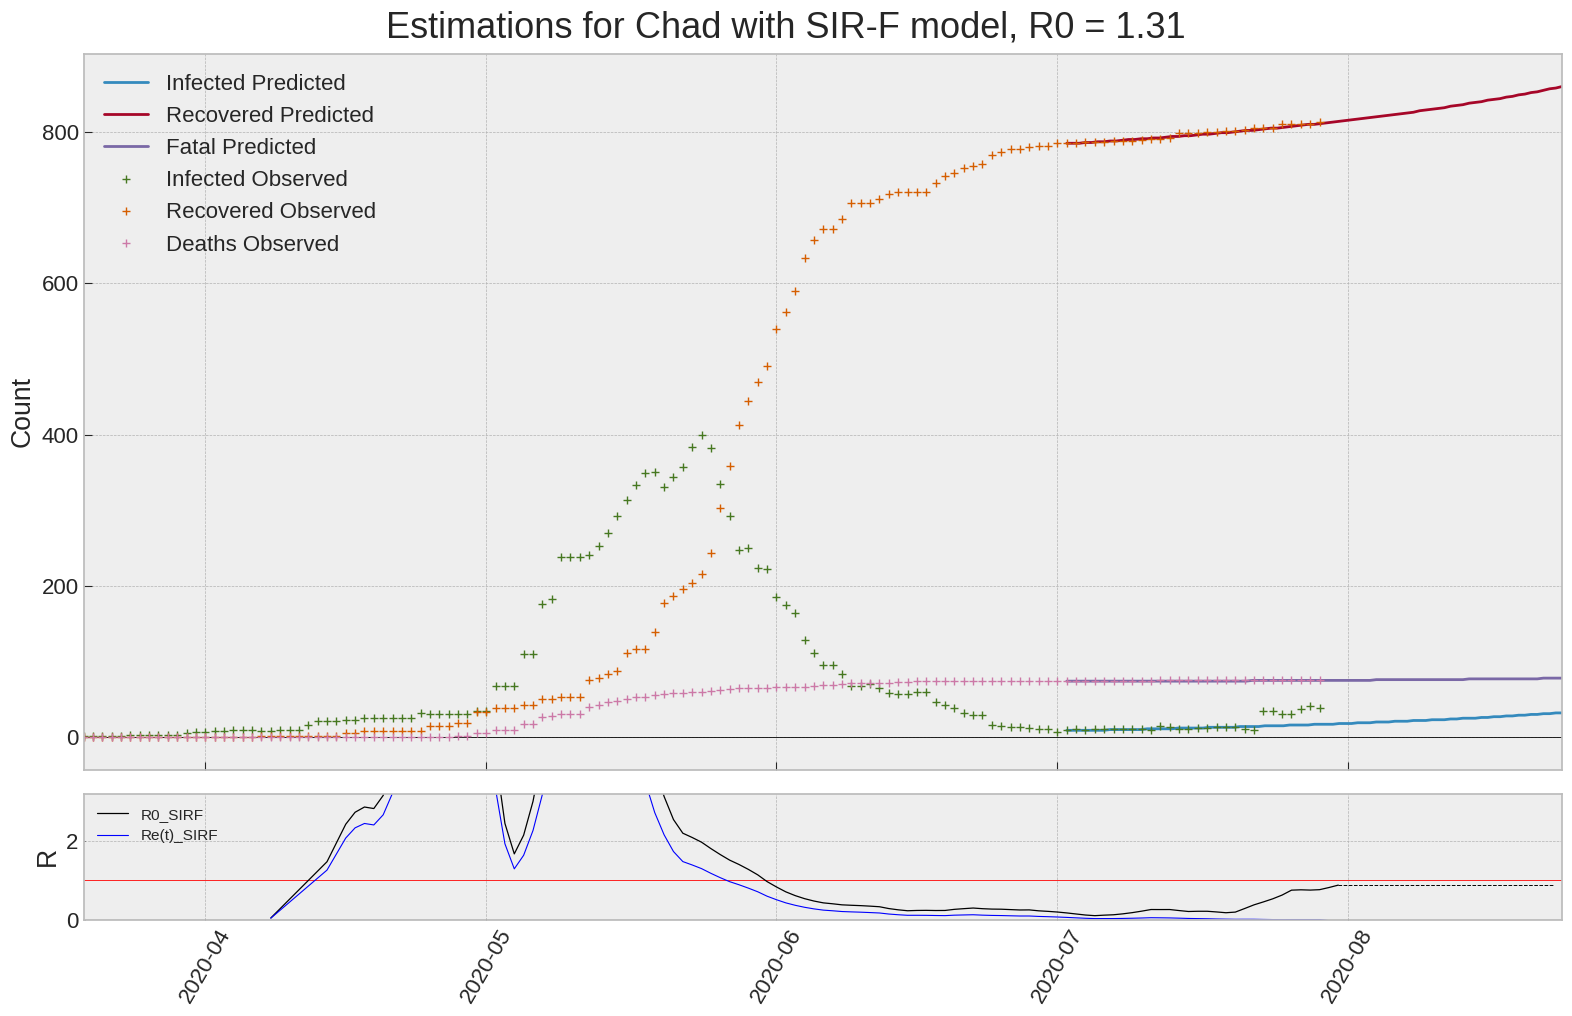 Estimations for Chad with SIR-F model, R0 = 1.31
Infected Predicted
Recovered Predicted
Fatal Predicted
Infected Observed
Recovered Observed
Deaths Observed
800
600
400
200
0
Count
R0_SIRF
Re(t)_SIRF
2
0
R
2020-04
2020-05
2020-06
2020-07
2020-08